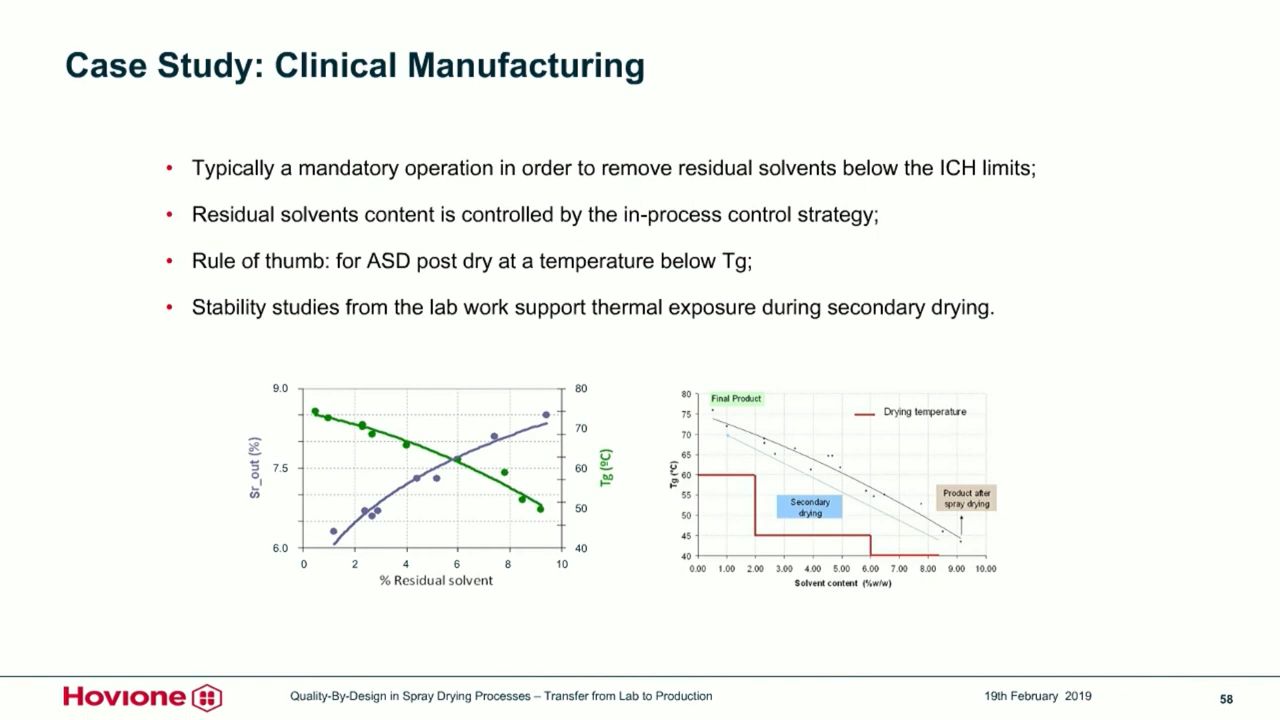 Case Study: Clinical Manufacturing
• Typically a mandatory operation in order to remove residual solvents below the ICH limits;
• Residual solvents content is controlled by the in-process control strategy;
• Rule of thumb: for ASD post dry at a temperature below Tg;
• Stability studies from the lab work support thermal exposure during secondary drying.
9.0
7.5
6.0
Sr_out (%)
80
70
60
50
40
Tg (ºC)
0 2 4 6 8 10
% Residual solvent
80
75
70
65
60
55
50
45
40
Tg (°C)
Final Product
Drying temperature
Secondary
drying
Product after
spray drying
0.00 1.00 2.00 3.00 4.00 5.00 6.00 7.00 8.00 9.00 10.00
Solvent content (%w/w)
Hovione
Quality-By-Design in Spray Drying Processes – Transfer from Lab to Production
19th February 2019
58